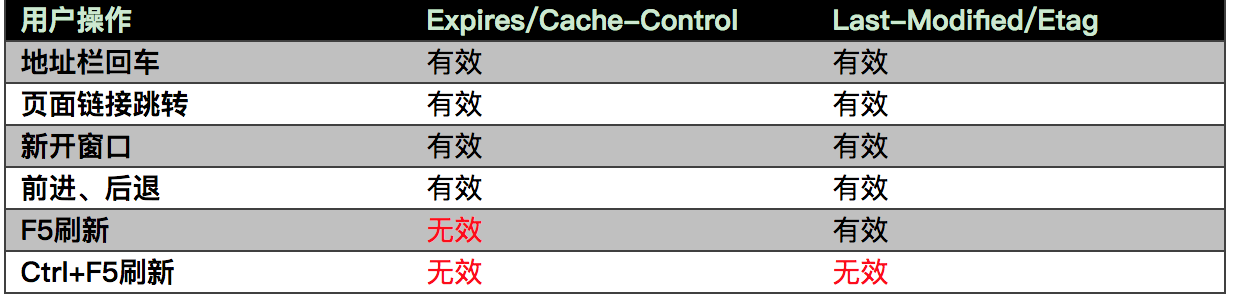 用户操作 Expires/Cache-Control Last-Modified/Etag
地址栏回车 有效 有效
页面链接跳转 有效 有效
新开窗口 有效 有效
前进、后退 有效 有效
F5刷新 无效 有效
Ctrl+F5刷新 无效 无效